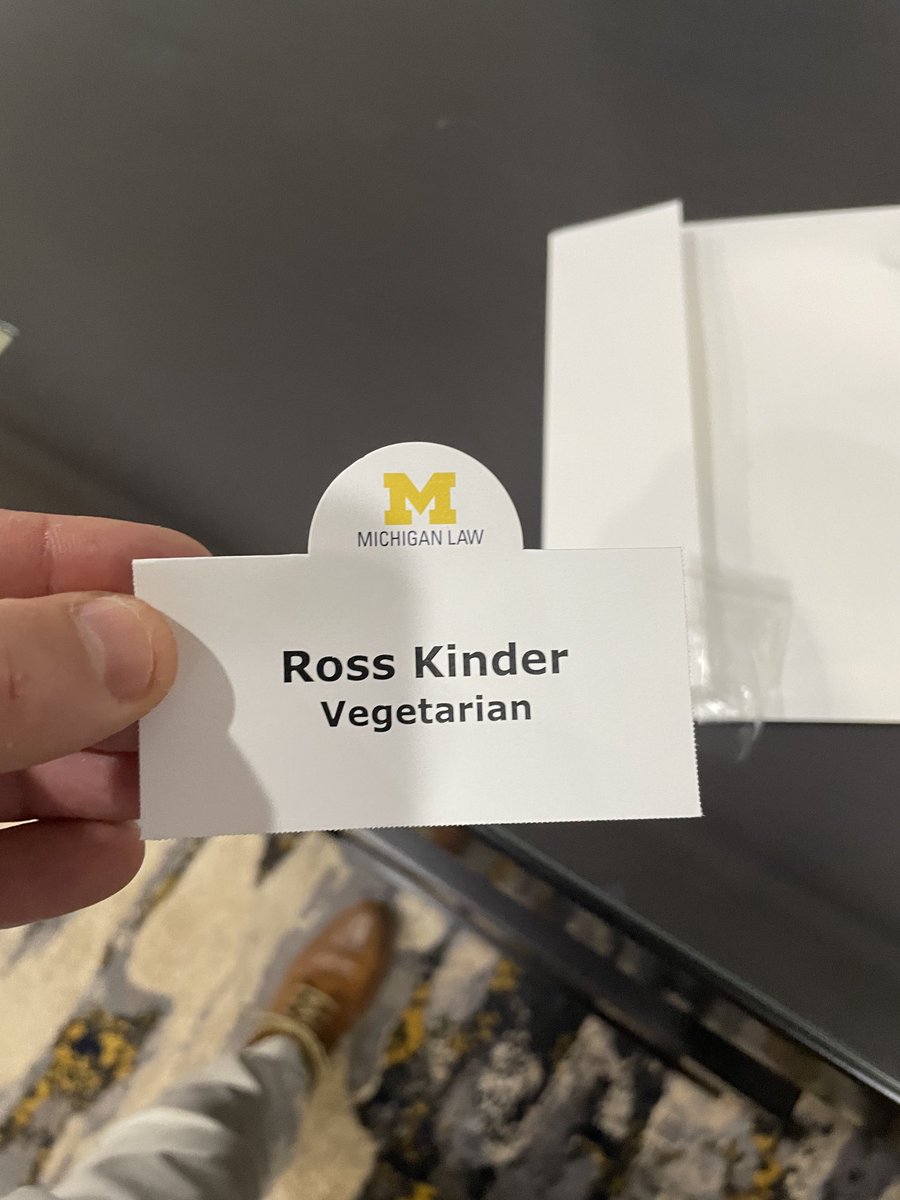 M
MICHIGAN LAW
Ross Kinder
Vegetarian